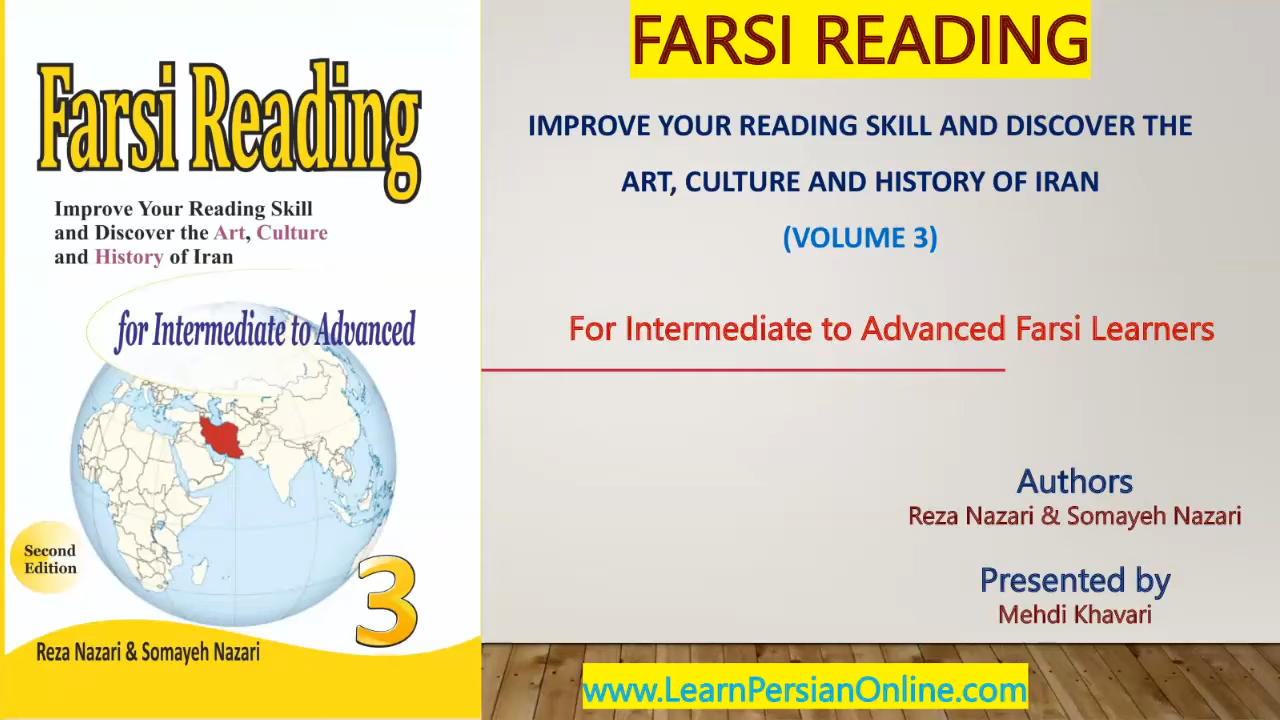 Farsi Reading
Improve Your Reading Skill
and Discover the Art, Culture
and History of Iran
for Intermediate to Advanced
Second
Edition
3
Reza Nazari & Somayeh Nazari
FARSI READING
IMPROVE YOUR READING SKILL AND DISCOVER THE
ART, CULTURE AND HISTORY OF IRAN
(VOLUME 3)
For Intermediate to Advanced Farsi Learners
Authors
Reza Nazari & Somayeh Nazari
Presented by
Mehdi Khavari
www.LearnPersianOnline.com